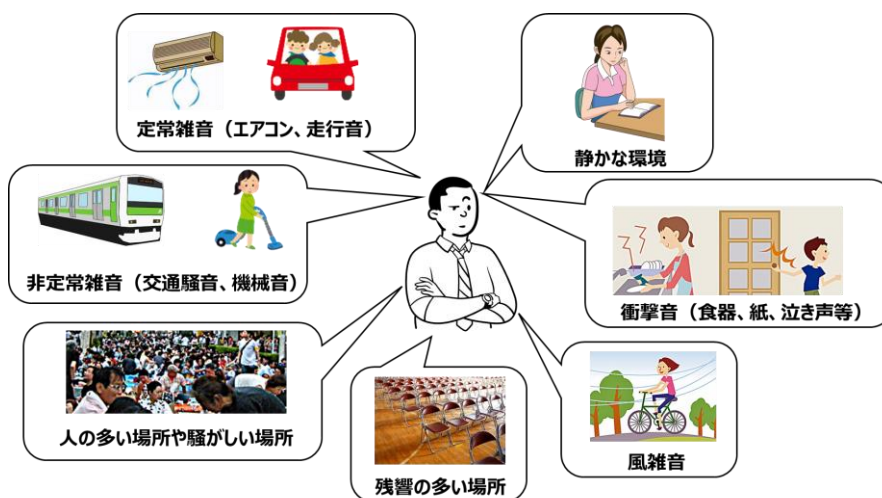 定常雑音（エアコン、走行音）
静かな環境
非定常雑音（交通騒音、機械音）
衝撃音（食器、紙、泣き声等）
人の多い場所や騒がしい場所
風雑音
残響の多い場所